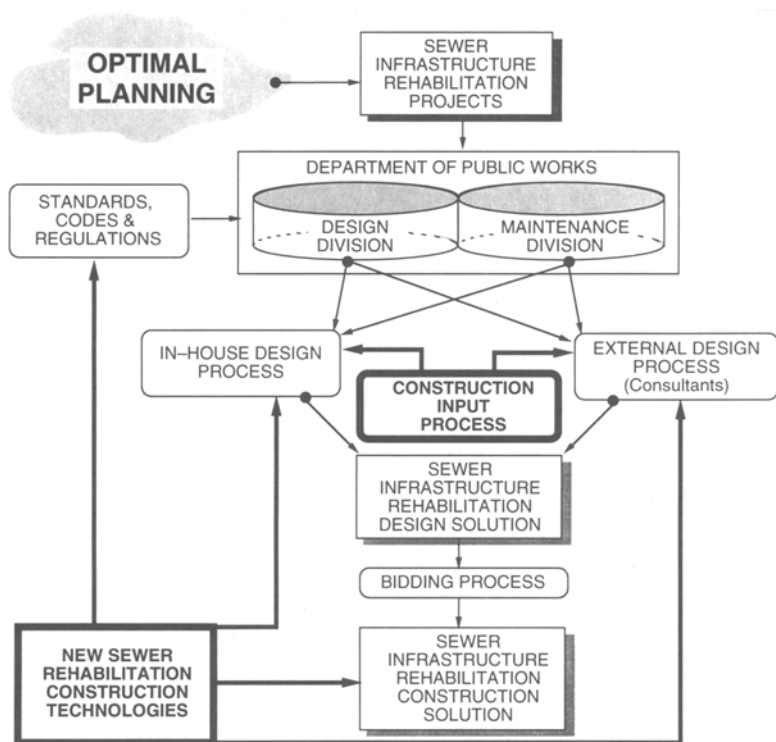 OPTIMAL
PLANNING
SEWER
INFRASTRUCTURE
REHABILITATION
PROJECTS
DEPARTMENT OF PUBLIC WORKS
STANDARDS,
CODES &
REGULATIONS
DESIGN
DIVISION
MAINTENANCE
DIVISION
IN–HOUSE DESIGN
PROCESS
EXTERNAL DESIGN
PROCESS
(Consultants)
CONSTRUCTION
INPUT
PROCESS
SEWER
INFRASTRUCTURE
REHABILITATION
DESIGN SOLUTION
BIDDING PROCESS
NEW SEWER
REHABILITATION
CONSTRUCTION
TECHNOLOGIES
SEWER
INFRASTRUCTURE
REHABILITATION
CONSTRUCTION
SOLUTION